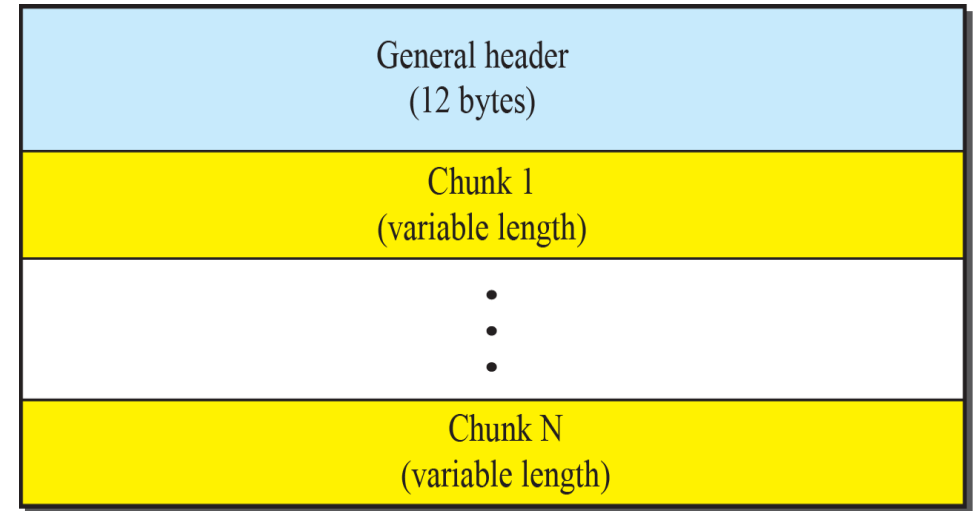 General header
(12 bytes)
Chunk 1
(variable length)
Chunk N
(variable length)